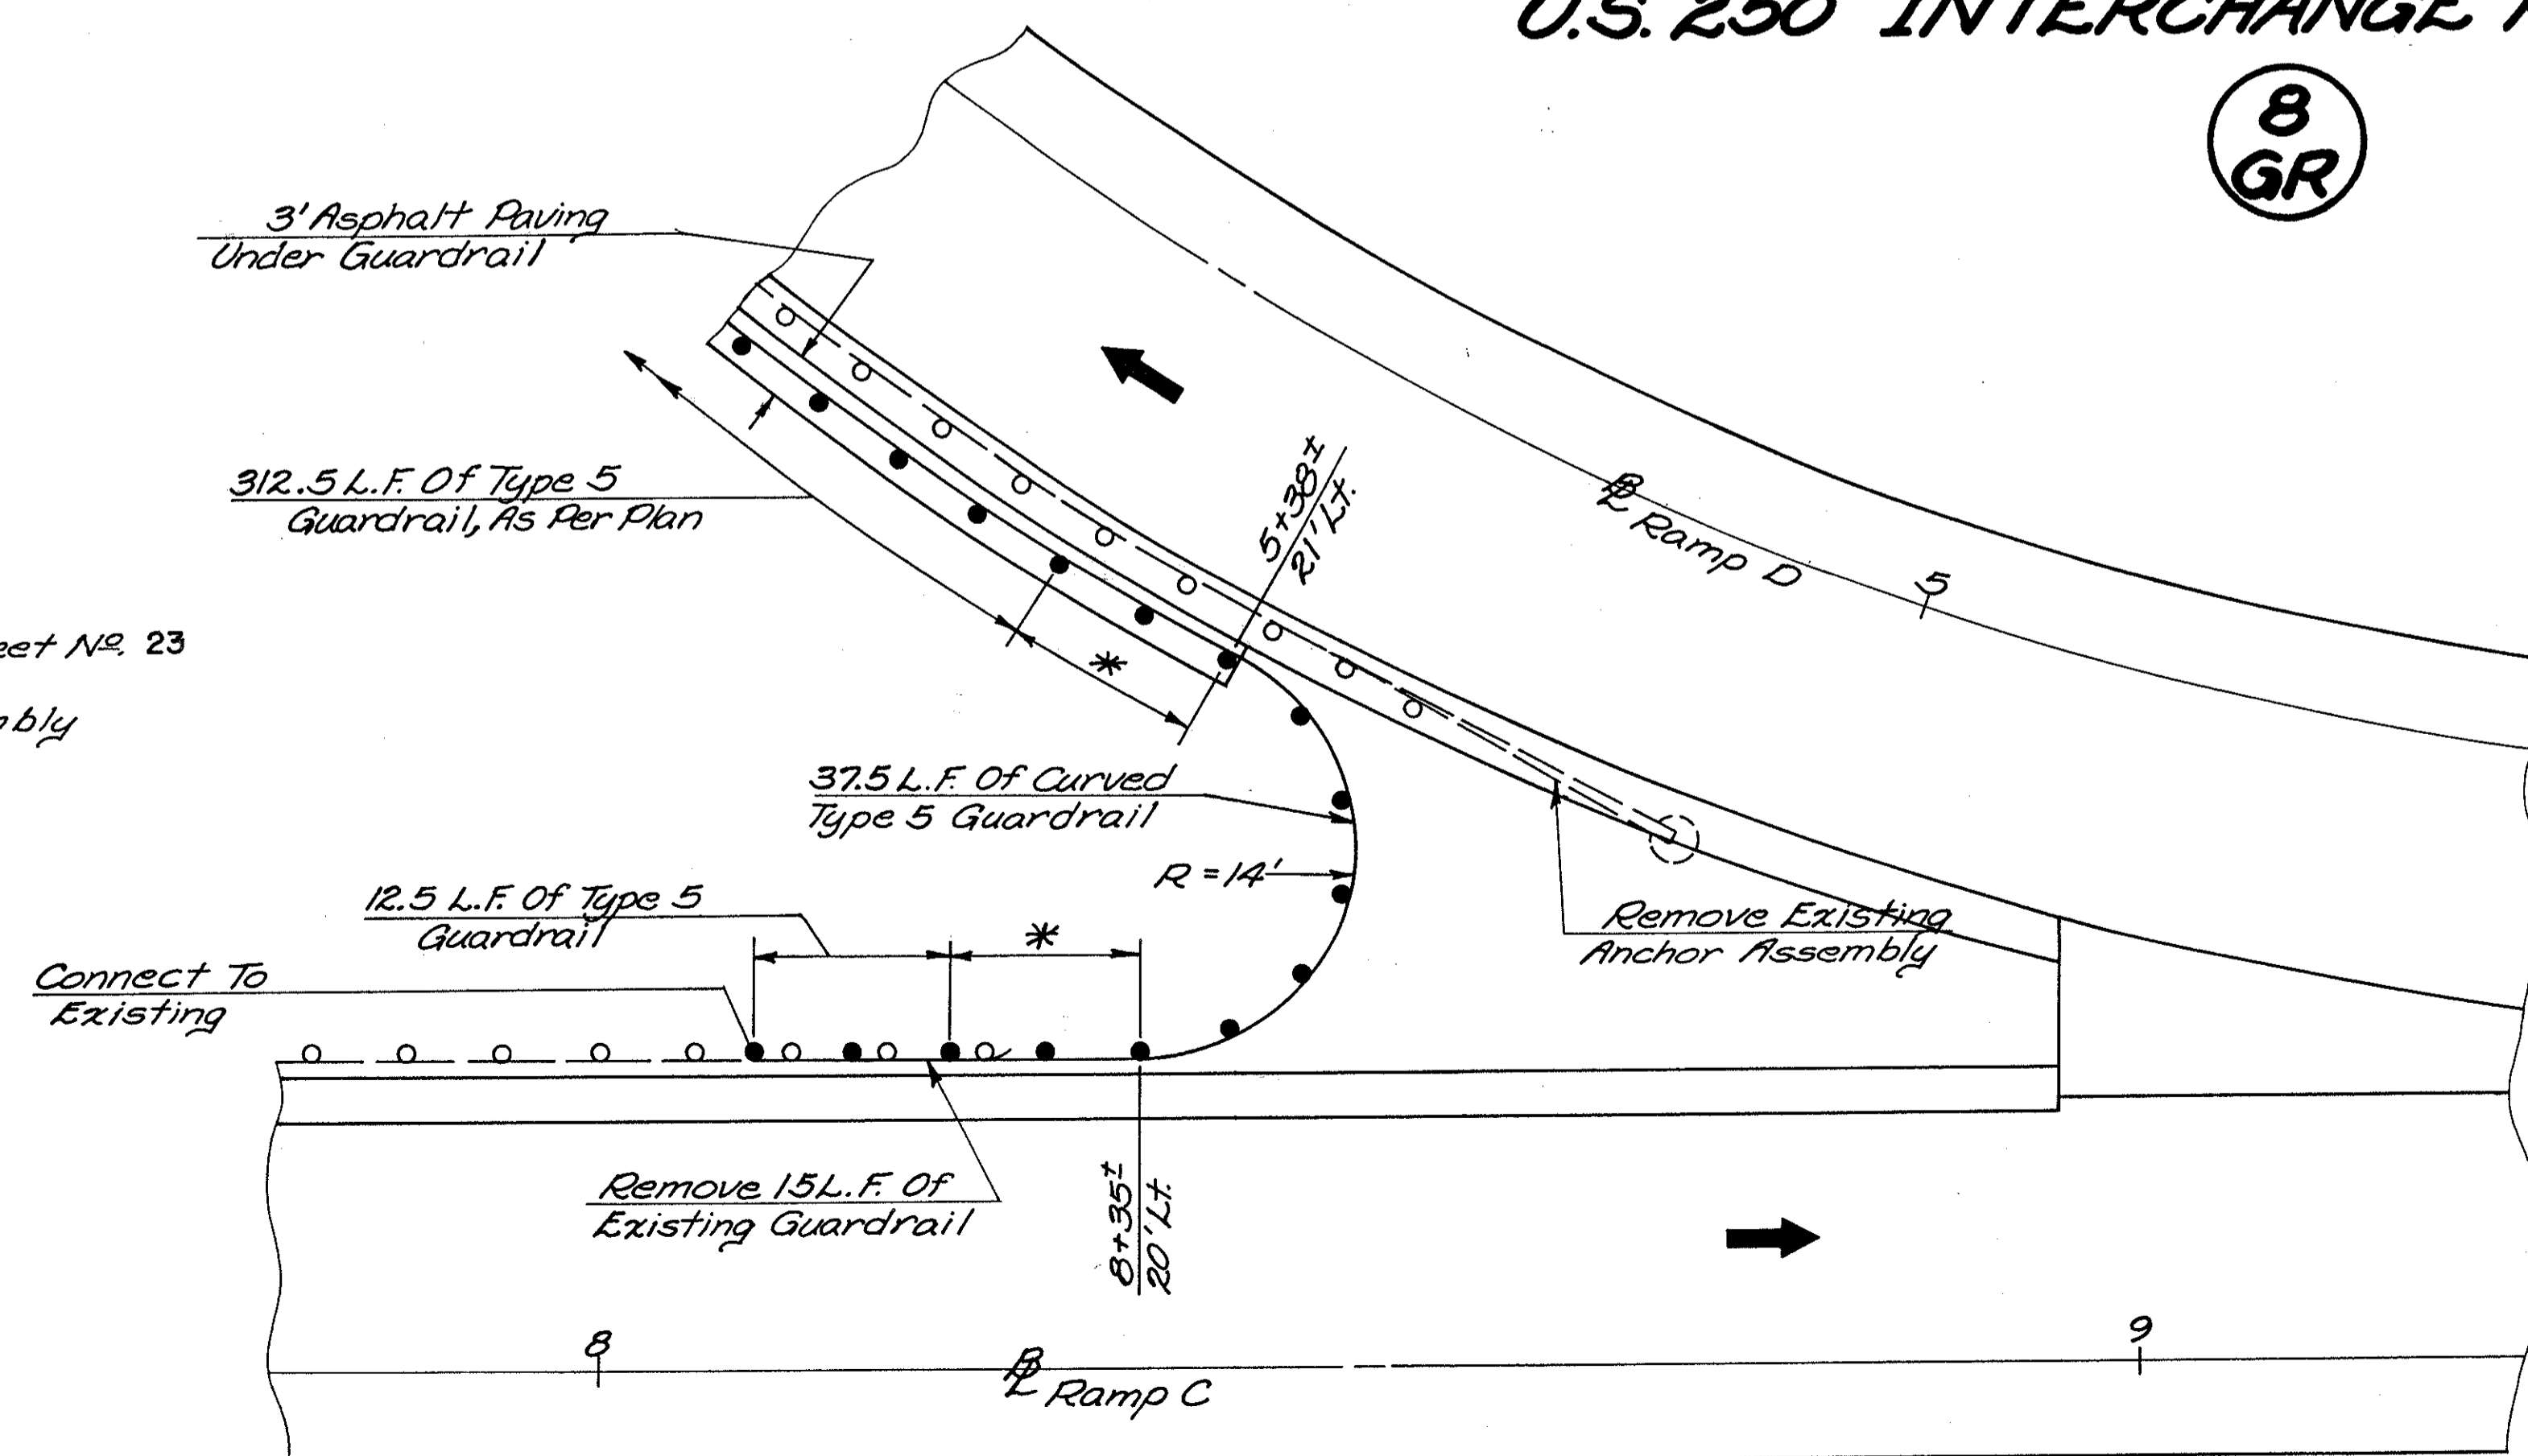 U.S. 250 INTERCHANGE
8
GR
3' Asphalt Paving
Under Guardrail
312.5 L.F. Of Type 5
Guardrail, As Per Plan
5+38±
21' Lt.
℄ Ramp D
5
No. 23
37.5 L.F. Of Curved
Type 5 Guardrail
*
R = 14'
12.5 L.F. Of Type 5
Guardrail
*
Remove Existing
Anchor Assembly
Connect To
Existing
Remove 15 L.F. Of
Existing Guardrail
8+35±
20' Lt.
8
9
Ramp C